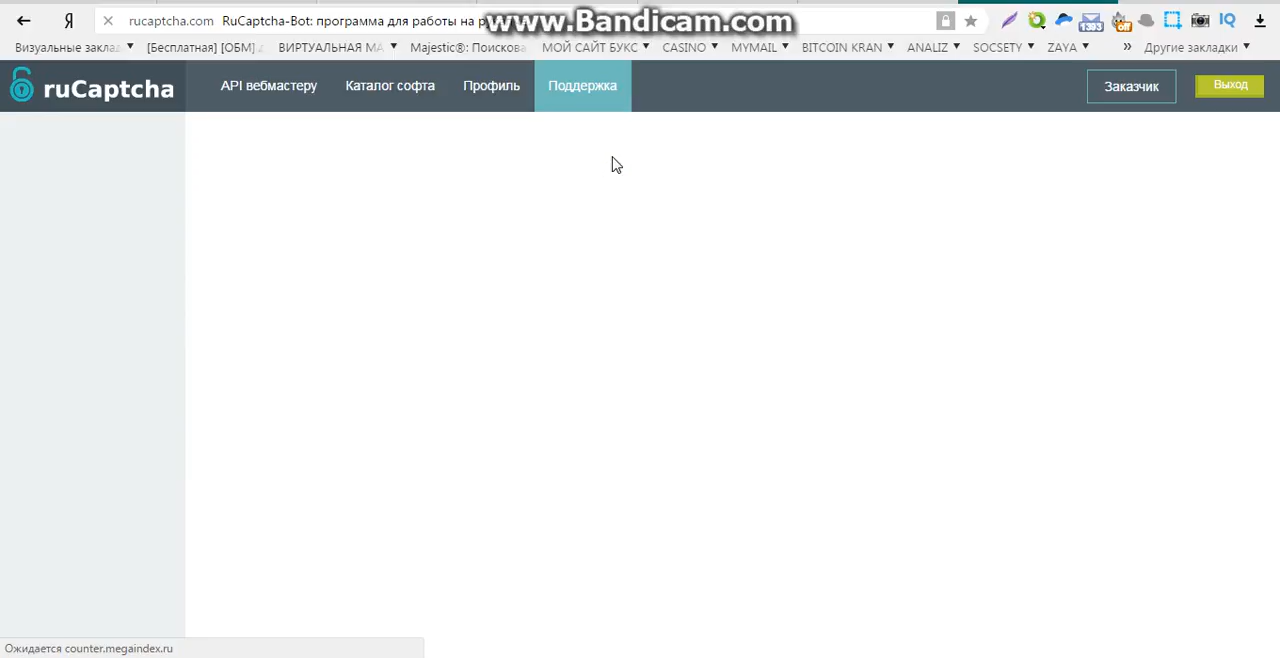 www.Bandicam.com
Я rucaptcha.com RuCaptcha-Bot: программа для работы на
Визуальные заклад [Бесплатная] [ОБМ] ВИРТУАЛЬНАЯ МА Majestic®: Поискова МОЙ САЙТ БУКС CASINO MYMAIL BITCOIN KRAN ANALIZ SOCSETY ZAYA » Другие закладки
ruCaptcha API вебмастеру Каталог софта Профиль Поддержка Заказчик Выход
Ожидается counter.megaindex.ru